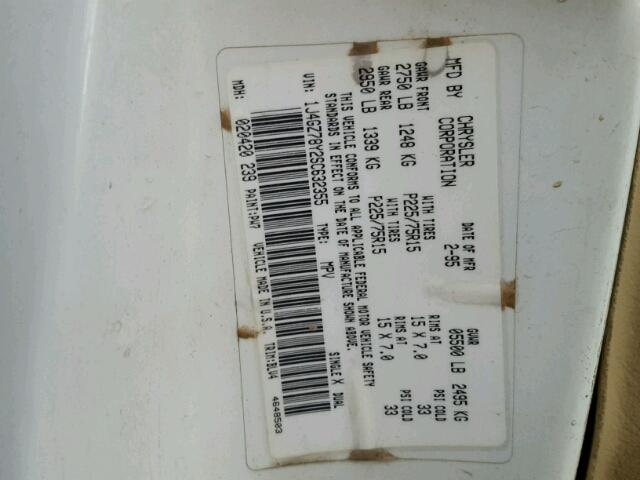 MFD BY CHRYSLER CORPORATION DATE OF MFR 2-95 GVWR 05500 LB 2495 KG
GAWR FRONT WITH TIRES RIMS AT PSI COLD
2750 LB 1248 KG P225/75R15 15 X 7.0 33
GAWR REAR WITH TIRES RIMS AT PSI COLD
2950 LB 1339 KG P225/75R15 15 X 7.0 33
THIS VEHICLE CONFORMS TO ALL APPLICABLE FEDERAL MOTOR VEHICLE SAFETY
STANDARDS IN EFFECT ON THE DATE OF MANUFACTURE SHOWN ABOVE.
VIN: 1J4GZ78Y2SC632355 TYPE: MPV SINGLE X DUAL
MDH: 020420 239 PAINT:PW7 VEHICLE MADE IN U.S.A. TRIM:BLV4 4648503